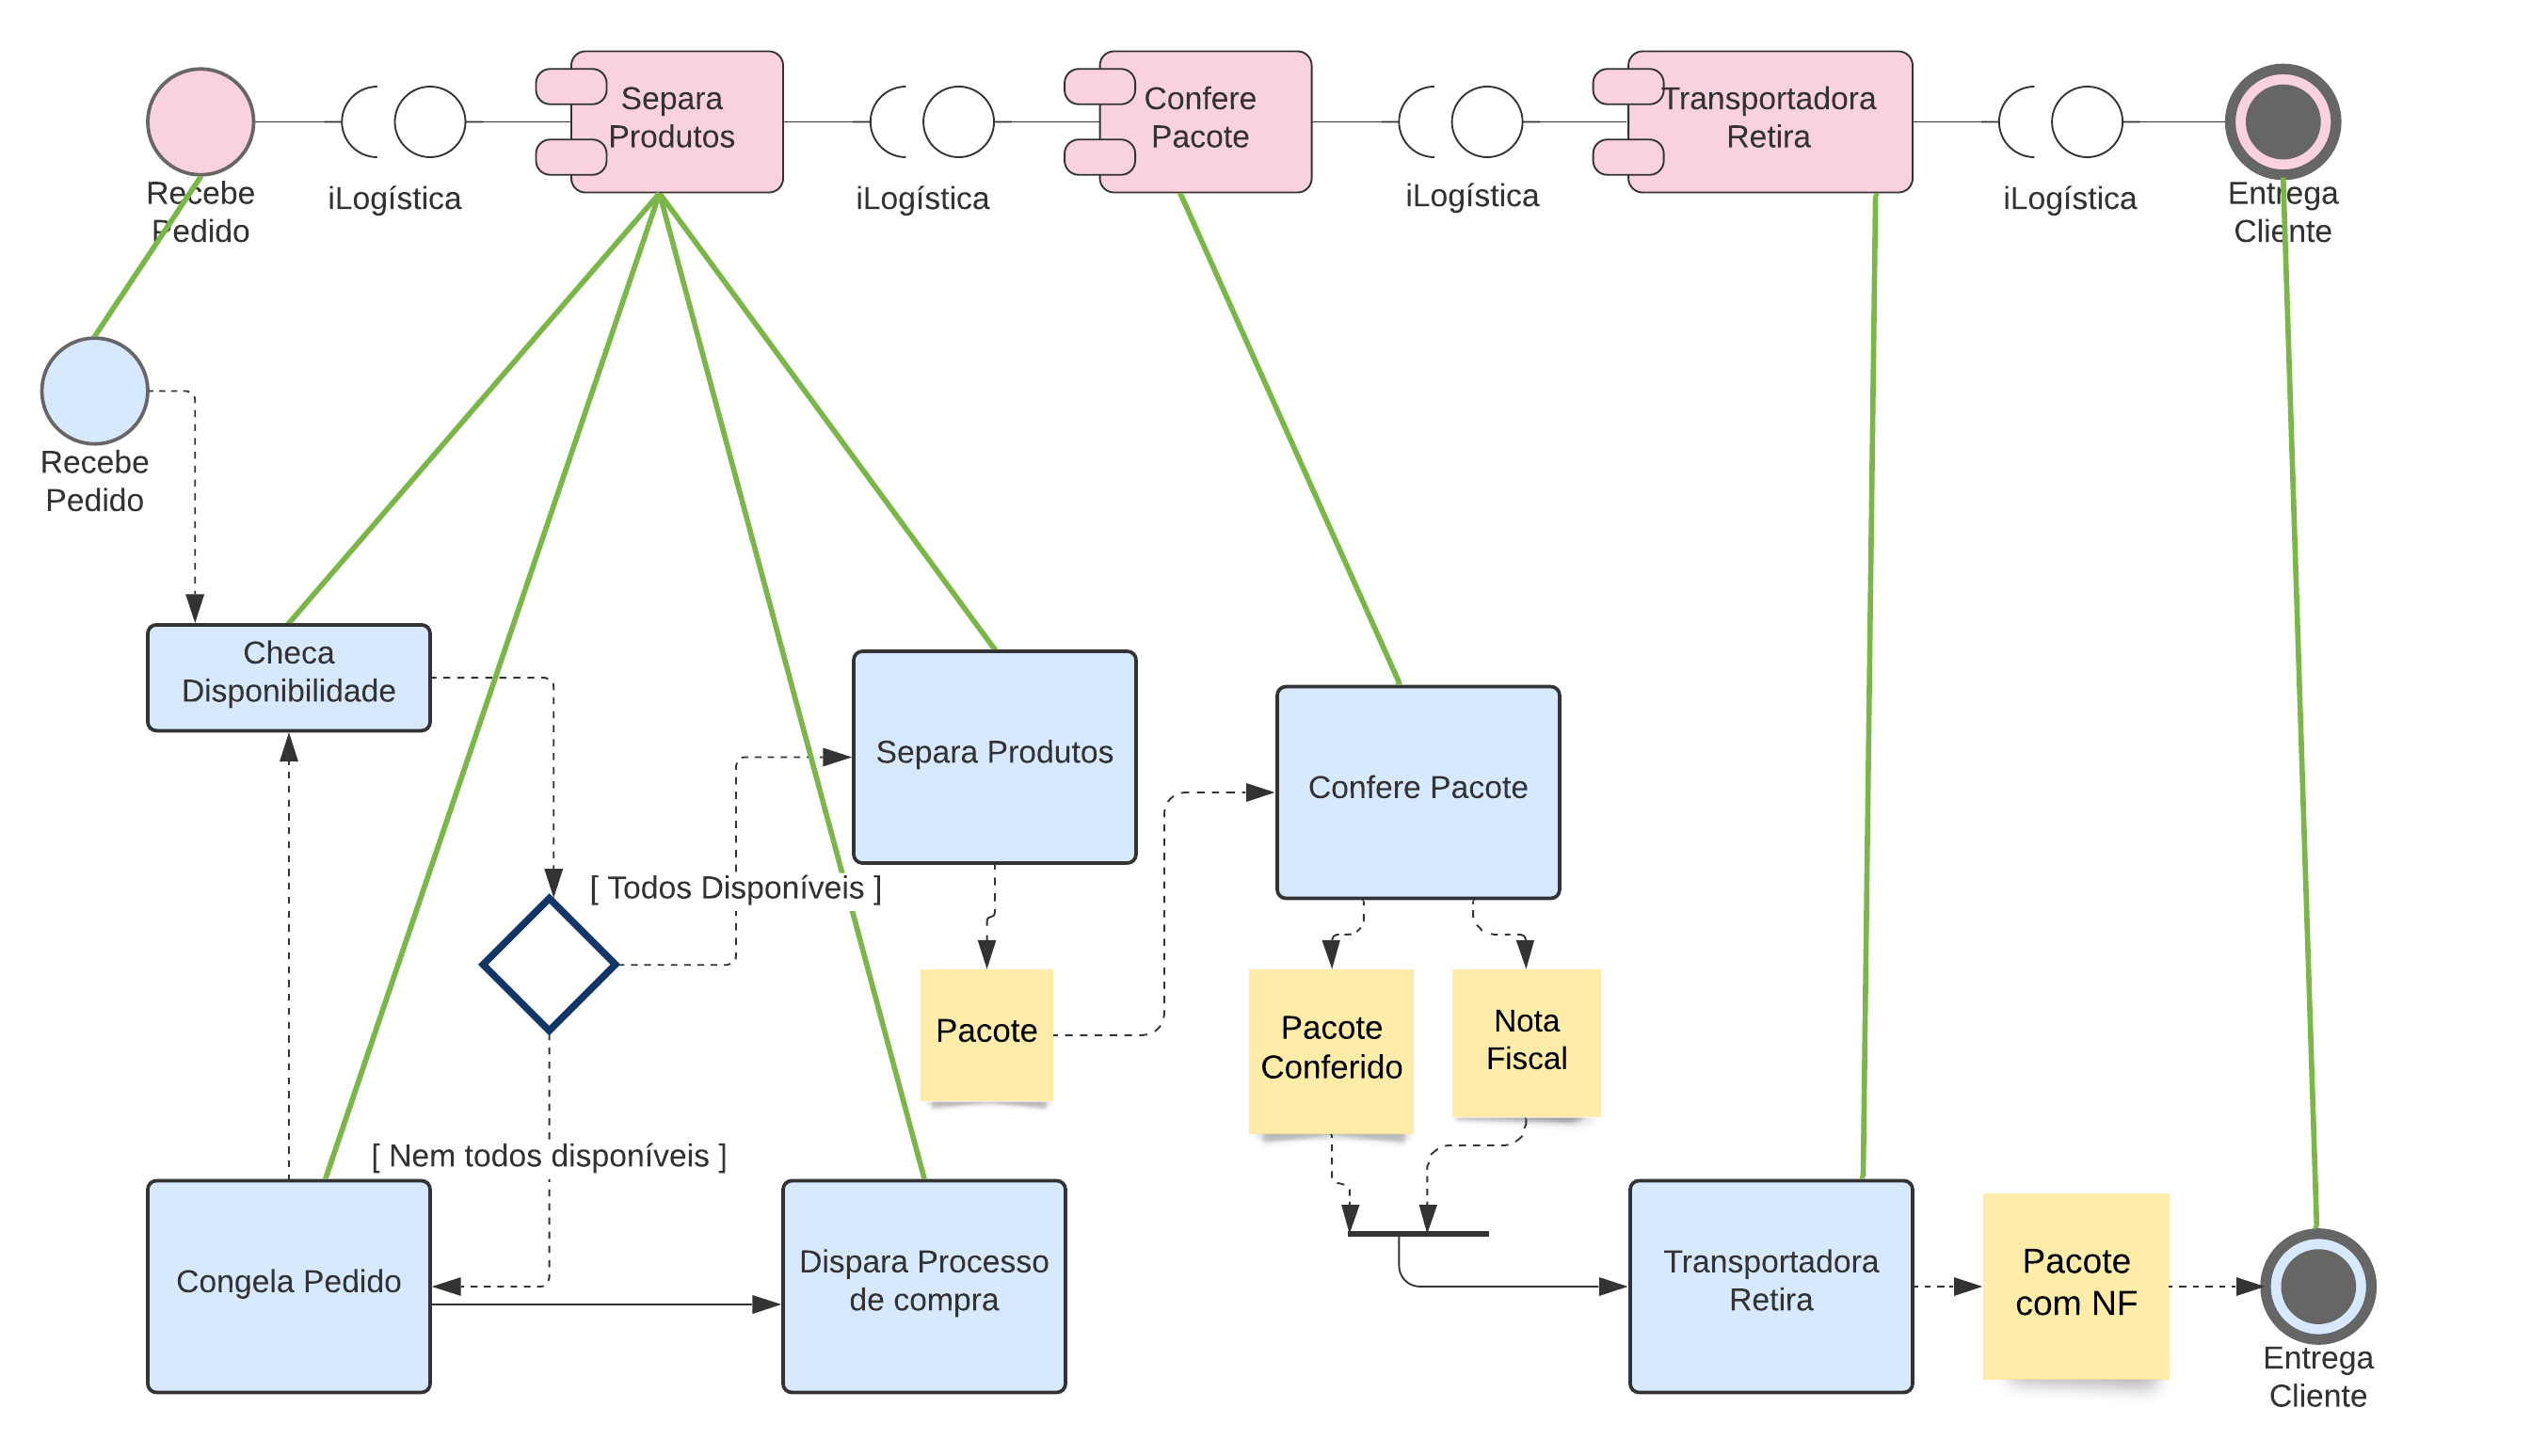 Separa
Produtos
Confere
Pacote
Transportadora
Retira
Recebe
Pedido
iLogística
iLogística
iLogística
iLogística
Entrega
Cliente
Recebe
Pedido
Checa
Disponibilidade
Separa Produtos
Confere Pacote
[ Todos Disponíveis ]
Pacote
Pacote
Conferido
Nota
Fiscal
[ Nem todos disponíveis ]
Congela Pedido
Dispara Processo
de compra
Transportadora
Retira
Pacote
com NF
Entrega
Cliente